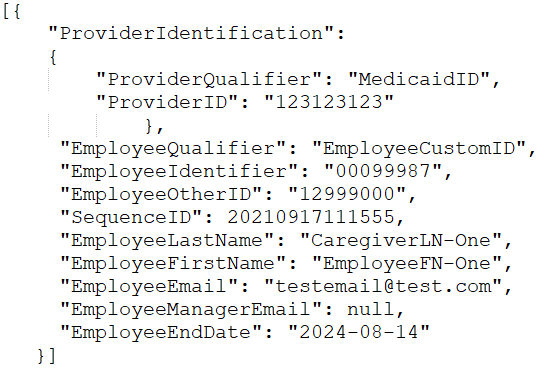 [{
"ProviderIdentification":
{
"ProviderQualifier": "MedicaidID",
"ProviderID": "123123123"
},
"EmployeeQualifier": "EmployeeCustomID",
"EmployeeIdentifier": "00099987",
"EmployeeOtherID": "12999000",
"SequenceID": 20210917111555,
"EmployeeLastName": "CaregiverLN-One",
"EmployeeFirstName": "EmployeeFN-One",
"EmployeeEmail": "testemail@test.com",
"EmployeeManagerEmail": null,
"EmployeeEndDate": "2024-08-14"
}]